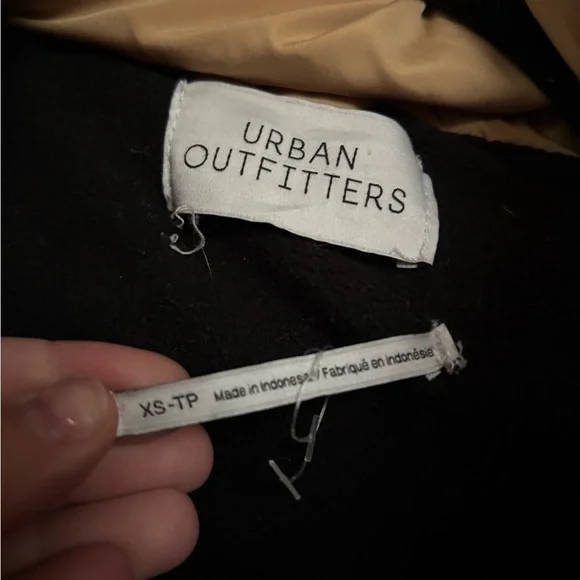 URBAN
OUTFITTERS
XS-TP Made in Indonesia / Fabriqué en Indonésie